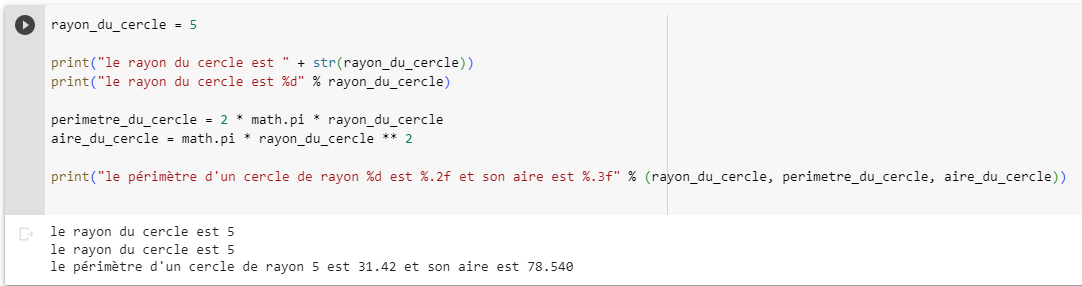 rayon_du_cercle = 5
print("le rayon du cercle est " + str(rayon_du_cercle))
print("le rayon du cercle est %d" % rayon_du_cercle)
perimetre_du_cercle = 2 * math.pi * rayon_du_cercle
aire_du_cercle = math.pi * rayon_du_cercle ** 2
print("le périmètre d'un cercle de rayon %d est %.2f et son aire est %.3f" % (rayon_du_cercle, perimetre_du_cercle, aire_du_cercle))
le rayon du cercle est 5
le rayon du cercle est 5
le périmètre d'un cercle de rayon 5 est 31.42 et son aire est 78.540